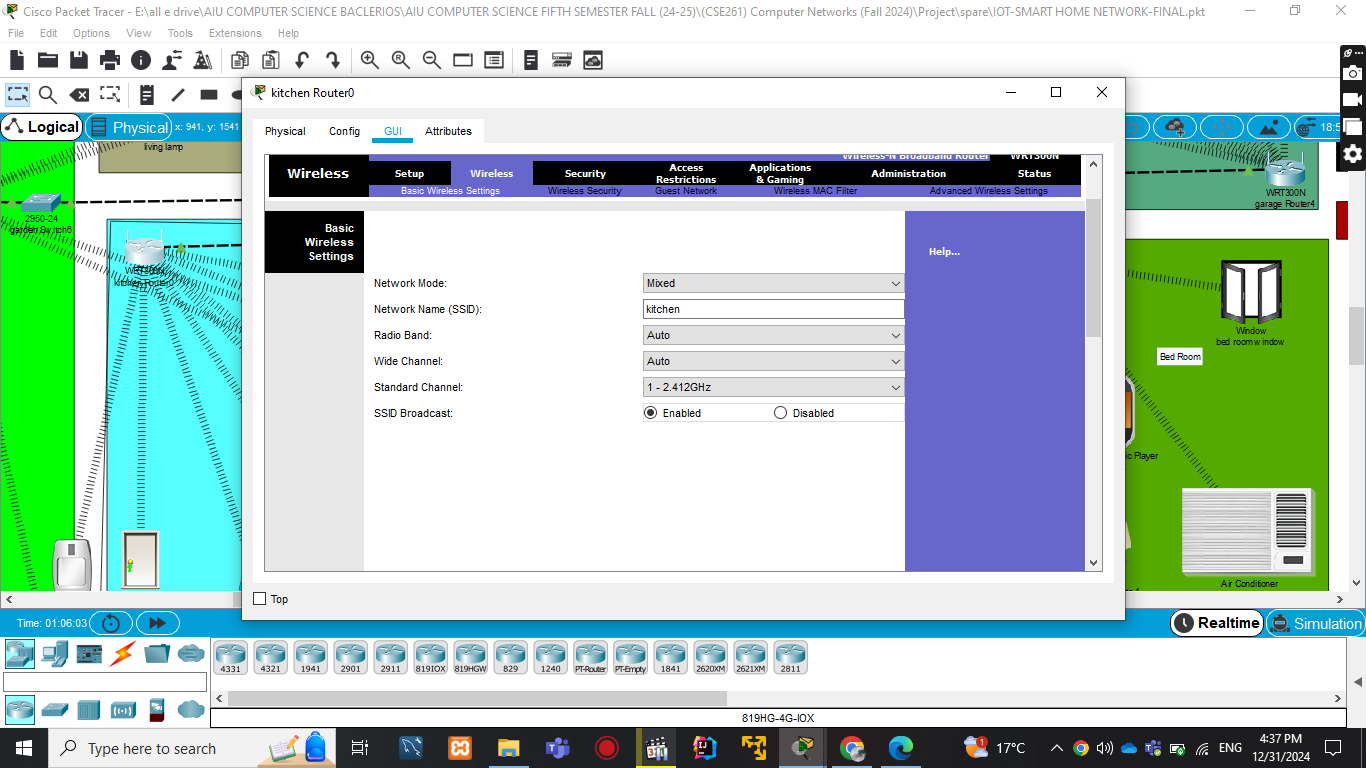 Cisco Packet Tracer - E:\all e drive\AIU COMPUTER SCIENCE BACLERIOS\AIU COMPUTER SCIENCE FIFTH SEMESTER FALL (24-25)\(CSE261) Computer Networks (Fall 2024)\Project\spare\IOT-SMART HOME NETWORK-FINAL.pkt
File Edit Options View Tools Extensions Help
kitchen Router0
Logical Physical x: 941, y: 1541
18:5
Physical Config GUI Attributes
living lamp
Wireless-N Broadband Router WRT300N
Wireless
Setup Wireless Security Access Restrictions Applications & Gaming Administration Status
Basic Wireless Settings Wireless Security Guest Network Wireless MAC Filter Advanced Wireless Settings
WRT300N
garage Router4
2950-24
garden Switch6
WRT300N
kitchen Router0
Basic
Wireless
Settings
Help...
Network Mode: Mixed
Network Name (SSID): kitchen
Radio Band: Auto
Wide Channel: Auto
Standard Channel: 1 - 2.412GHz
SSID Broadcast: Enabled Disabled
Window
bed room window
Bed Room
Player
Air Conditioner
Top
Time: 01:06:03
Realtime Simulation
4331 4321 1941 2901 2911 819IOX 819HGW 829 1240 PT-Router PT-Empty 1841 2620XM 2621XM 2811
819HG-4G-IOX
Type here to search
17°C
ENG
4:37 PM
12/31/2024